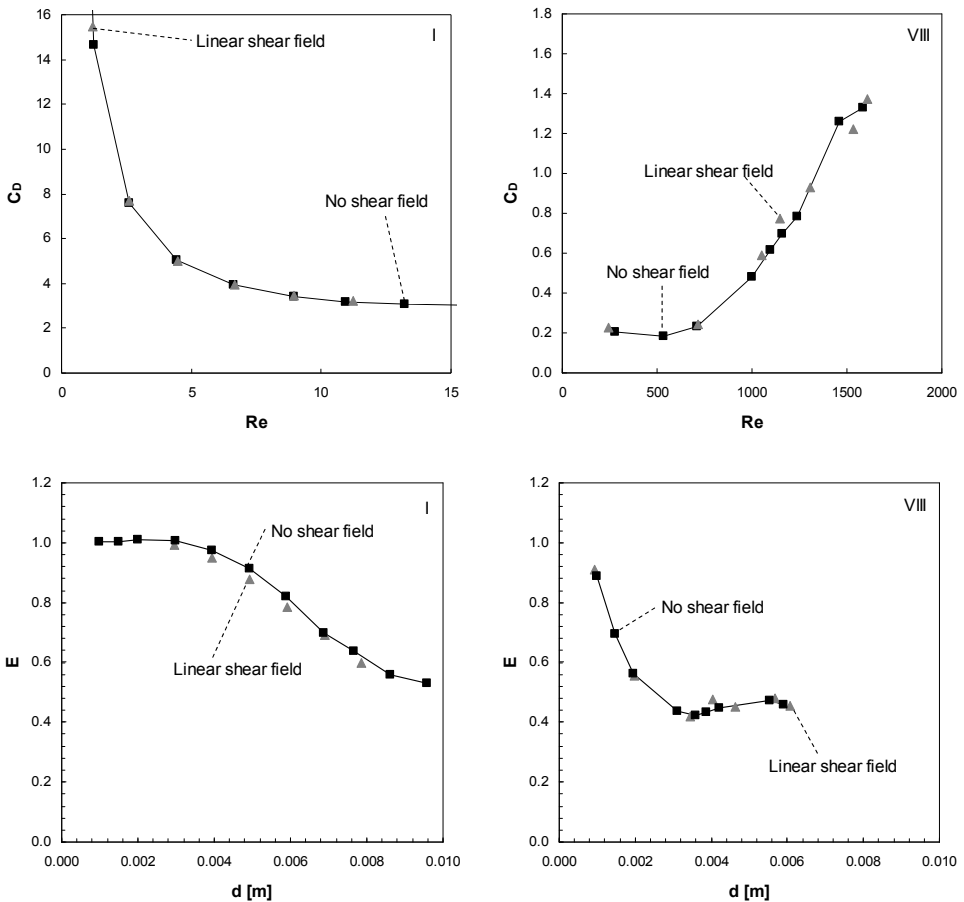 16
14
12
10
8
6
4
2
0
0
5
10
15
C_D
Re
I
Linear shear field
No shear field
1.8
1.6
1.4
1.2
1.0
0.8
0.6
0.4
0.2
0.0
0
500
1000
1500
2000
C_D
Re
VIII
Linear shear field
No shear field
1.2
1.0
0.8
0.6
0.4
0.2
0.0
0.000
0.002
0.004
0.006
0.008
0.010
E
d [m]
I
No shear field
Linear shear field
1.2
1.0
0.8
0.6
0.4
0.2
0.0
0.000
0.002
0.004
0.006
0.008
0.010
E
d [m]
VIII
No shear field
Linear shear field